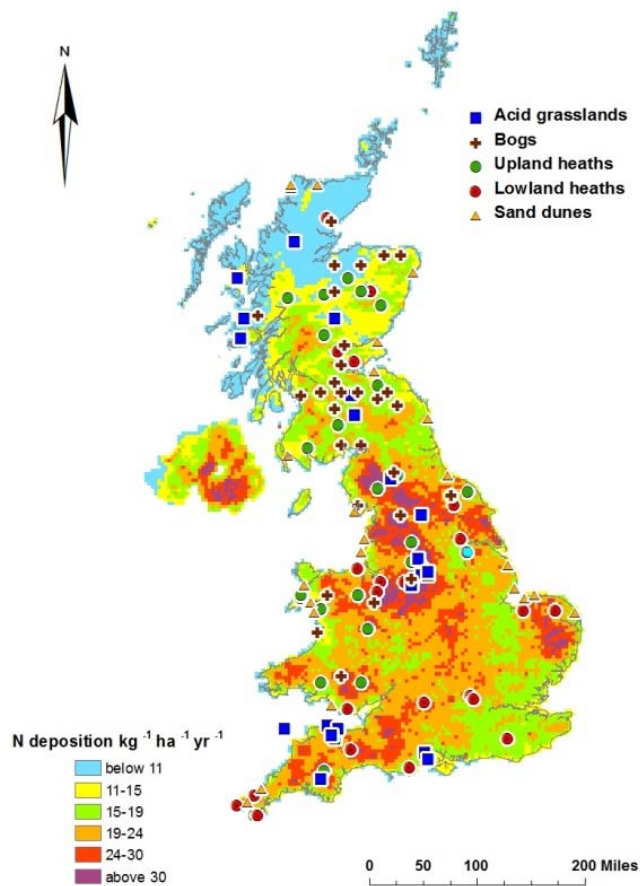 N
Acid grasslands
Bogs
Upland heaths
Lowland heaths
Sand dunes
N deposition kg ⁻¹ ha ⁻¹ yr ⁻¹
below 11
11-15
15-19
19-24
24-30
above 30
0 50 100 200 Miles